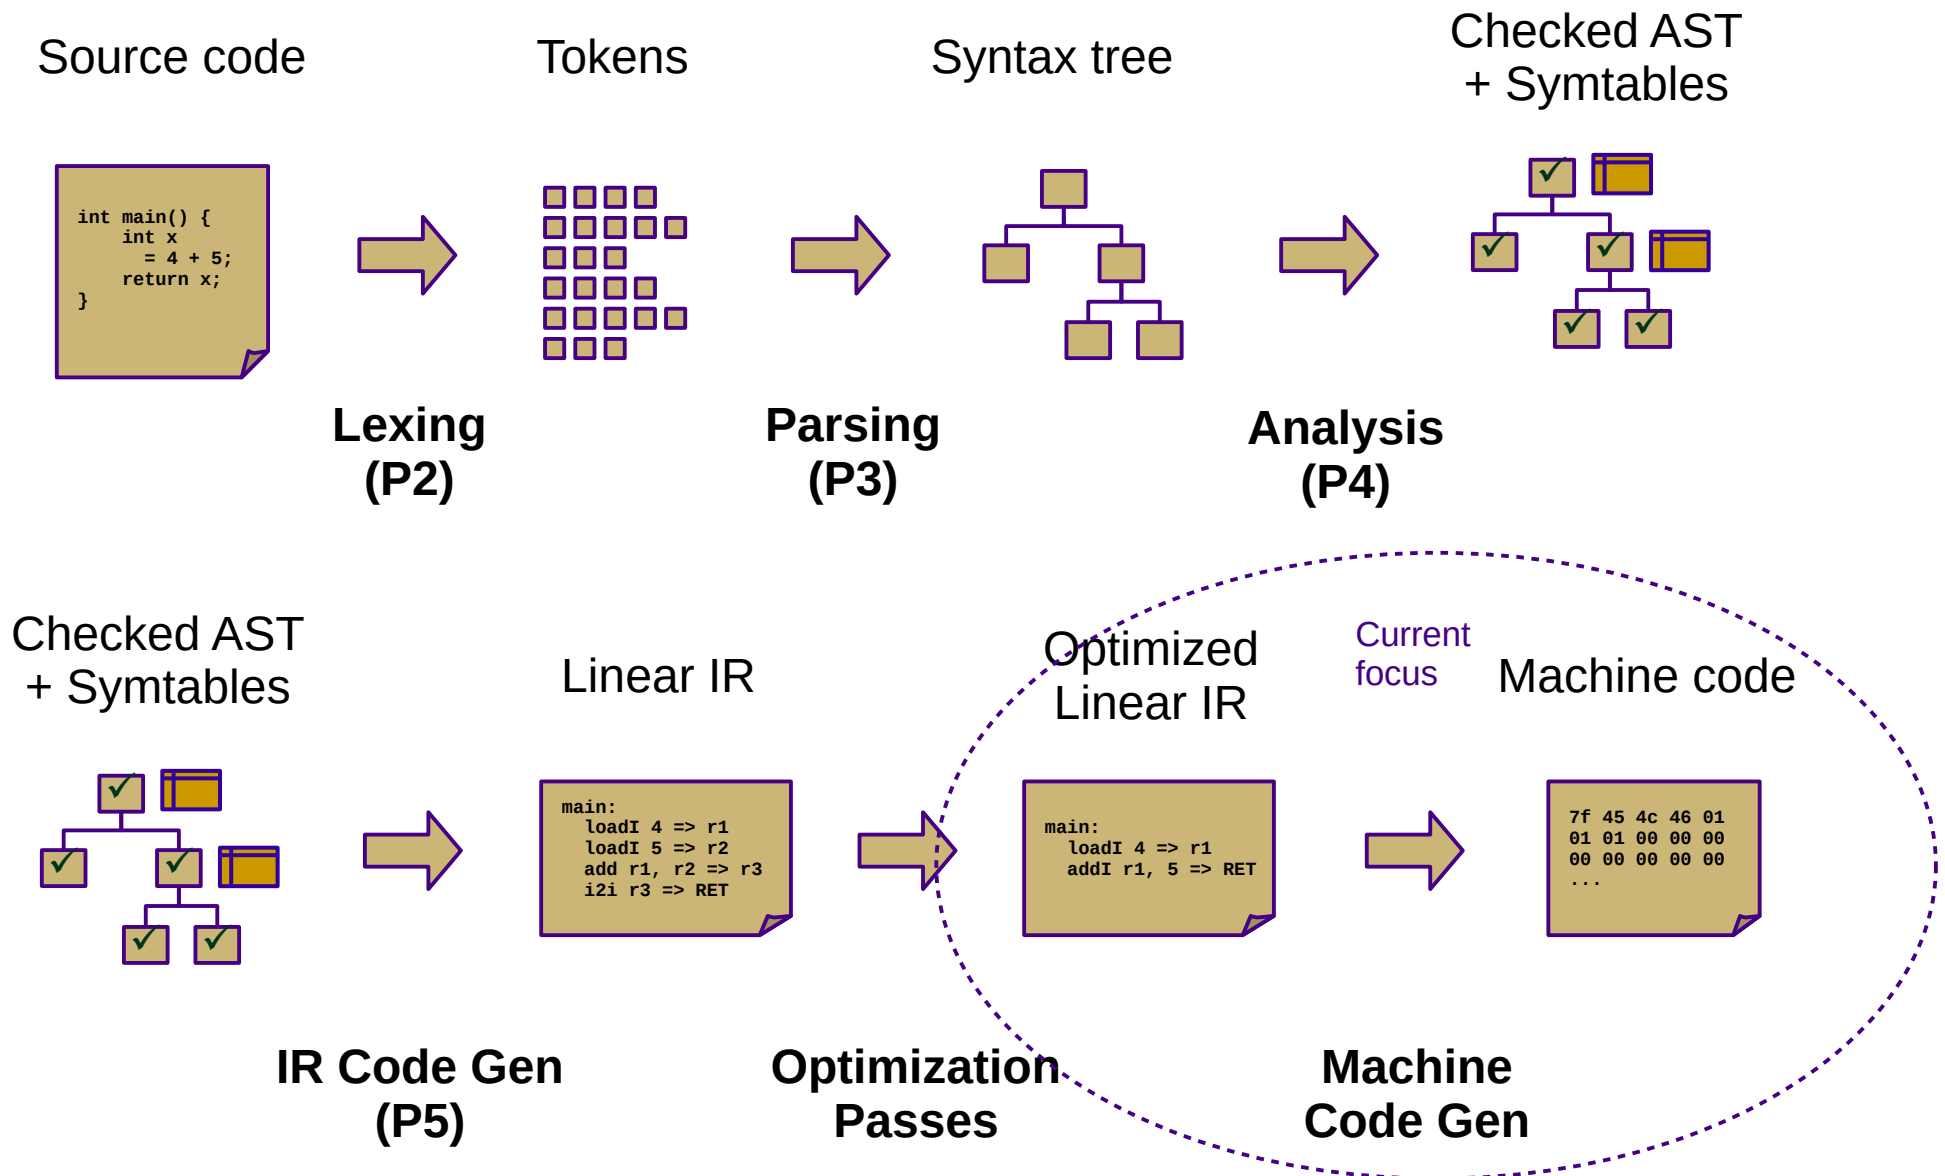 Source code
Tokens
Syntax tree
Checked AST
+ Symtables
int main() {
    int x
      = 4 + 5;
    return x;
}
Lexing
(P2)
Parsing
(P3)
Analysis
(P4)
Checked AST
+ Symtables
Linear IR
Optimized
Linear IR
Current
focus
Machine code
main:
  loadI 4 => r1
  loadI 5 => r2
  add r1, r2 => r3
  i2i r3 => RET
main:
  loadI 4 => r1
  addI r1, 5 => RET
7f 45 4c 46 01
01 01 00 00 00
00 00 00 00 00
...
IR Code Gen
(P5)
Optimization
Passes
Machine
Code Gen